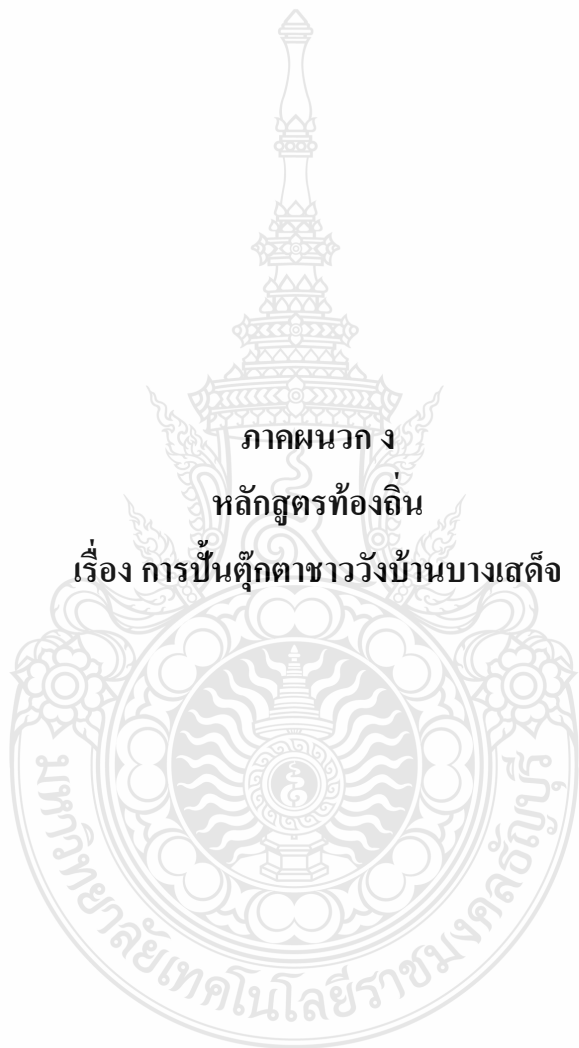 ภาคผนวก ง
หลักสูตรท้องถิ่น
เรื่อง การปั้นตุ๊กตาชาววังบ้านบางเสด็จ
มหาวิทยาลัยเทคโนโลยีราชมงคลธัญบุรี